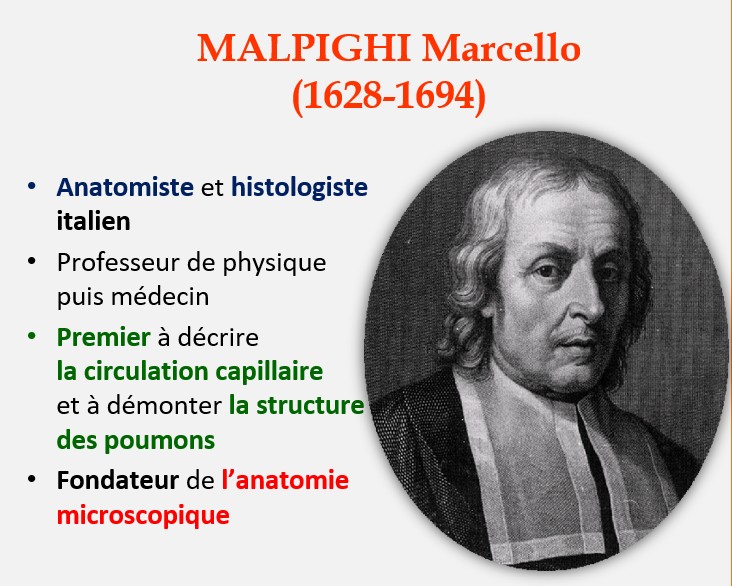 MALPIGHI Marcello
(1628-1694)
• Anatomiste et histologiste
italien
• Professeur de physique
puis médecin
• Premier à décrire
la circulation capillaire
et à démonter la structure
des poumons
• Fondateur de l’anatomie
microscopique